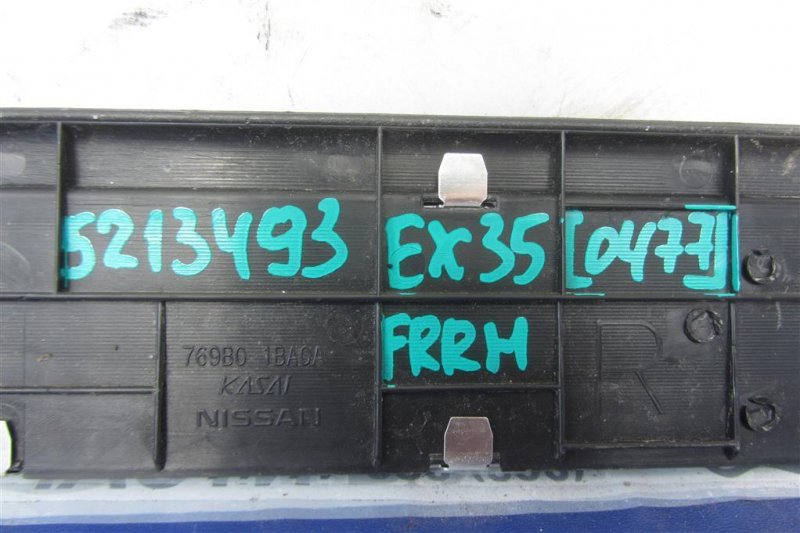 5213493 EX35 [0477]
FRRH
769B0 1BA0A
KASAI
NISSAN
R